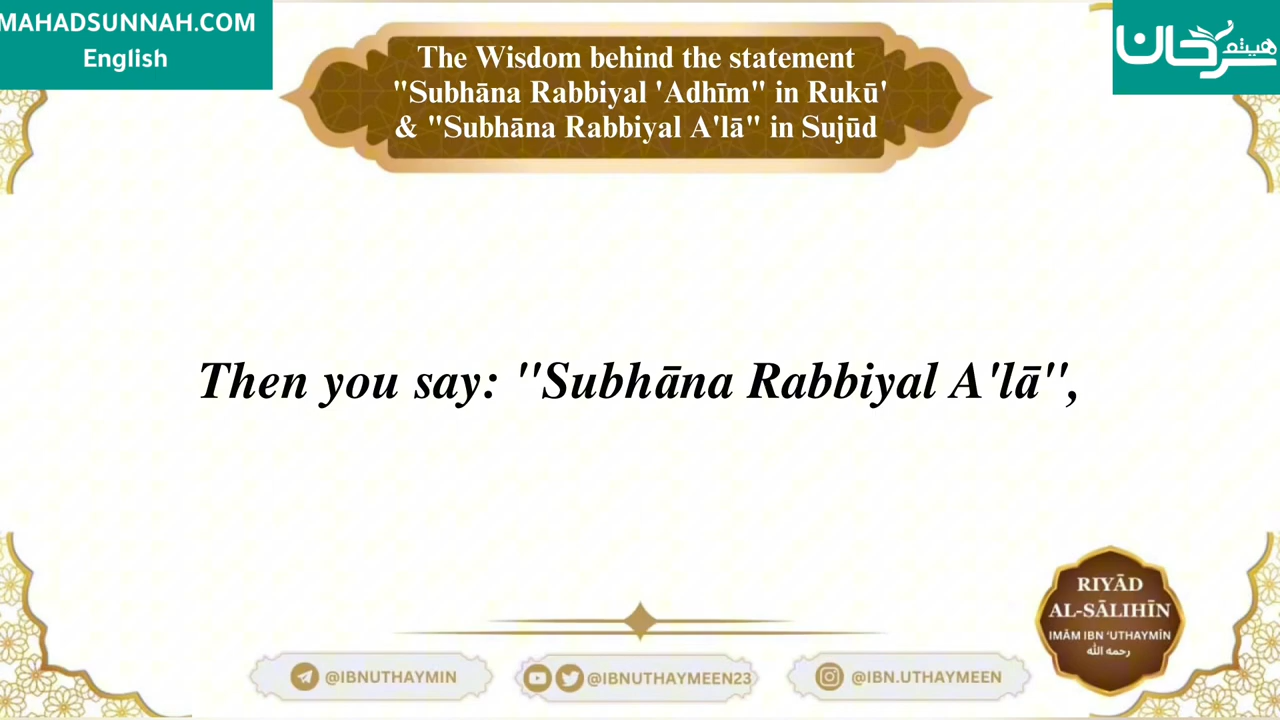 MAHADSUNNAH.COM
English
The Wisdom behind the statement
"Subhāna Rabbiyal 'Adhīm" in Rukū'
& "Subhāna Rabbiyal A'lā" in Sujūd
Then you say: "Subhāna Rabbiyal A'lā",
RIYĀD
AL-SĀLIHĪN
IMĀM IBN ‘UTHAYMĪN
رحمه الله
@IBNUTHAYMIN
@IBNUTHAYMEEN23
@IBN.UTHAYMEEN